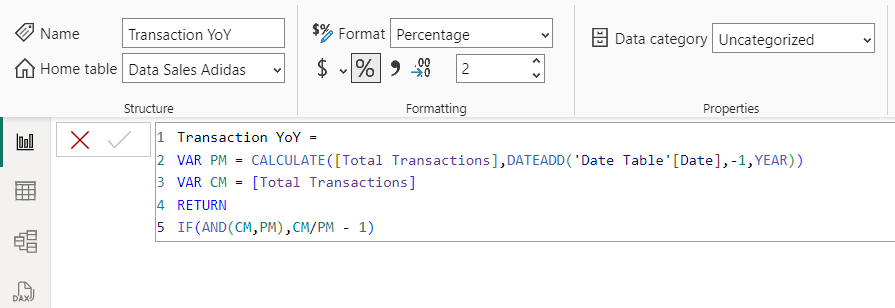 Name
Transaction YoY
Home table
Data Sales Adidas
Structure
$% Format
Percentage
$ % 9 .00 →.0
2
Formatting
Data category
Uncategorized
Properties
1 Transaction YoY =
2 VAR PM = CALCULATE([Total Transactions],DATEADD('Date Table'[Date],-1,YEAR))
3 VAR CM = [Total Transactions]
4 RETURN
5 IF(AND(CM,PM),CM/PM - 1)
DAX